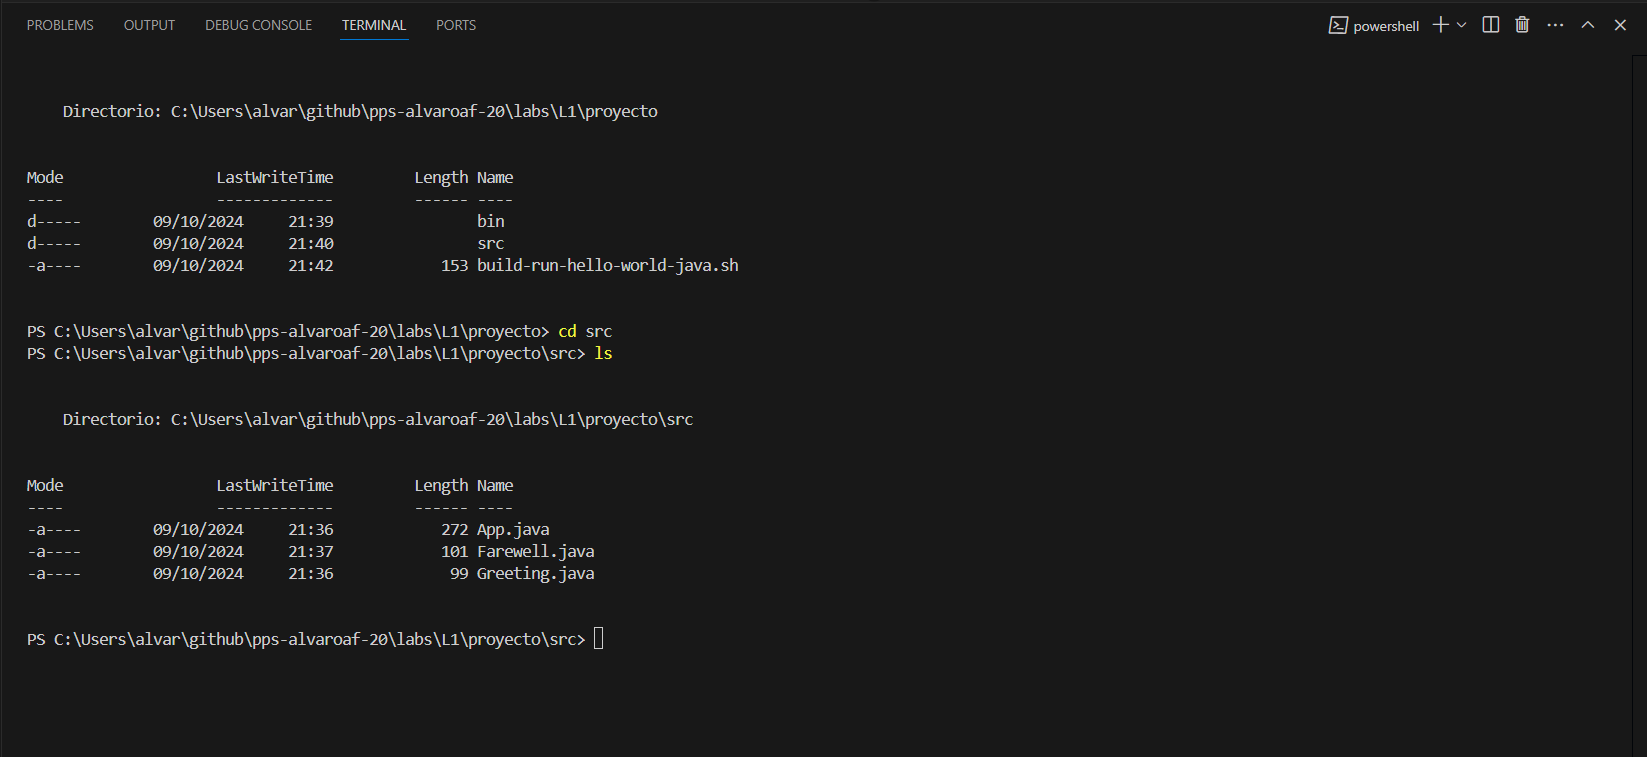 PROBLEMS OUTPUT DEBUG CONSOLE TERMINAL PORTS powershell
Directorio: C:\Users\alvar\github\pps-alvaroaf-20\labs\L1\proyecto
Mode LastWriteTime Length Name
---- ------------- ------ ----
d----- 09/10/2024 21:39 bin
d----- 09/10/2024 21:40 src
-a---- 09/10/2024 21:42 153 build-run-hello-world-java.sh
PS C:\Users\alvar\github\pps-alvaroaf-20\labs\L1\proyecto> cd src
PS C:\Users\alvar\github\pps-alvaroaf-20\labs\L1\proyecto\src> ls
Directorio: C:\Users\alvar\github\pps-alvaroaf-20\labs\L1\proyecto\src
Mode LastWriteTime Length Name
---- ------------- ------ ----
-a---- 09/10/2024 21:36 272 App.java
-a---- 09/10/2024 21:37 101 Farewell.java
-a---- 09/10/2024 21:36 99 Greeting.java
PS C:\Users\alvar\github\pps-alvaroaf-20\labs\L1\proyecto\src>